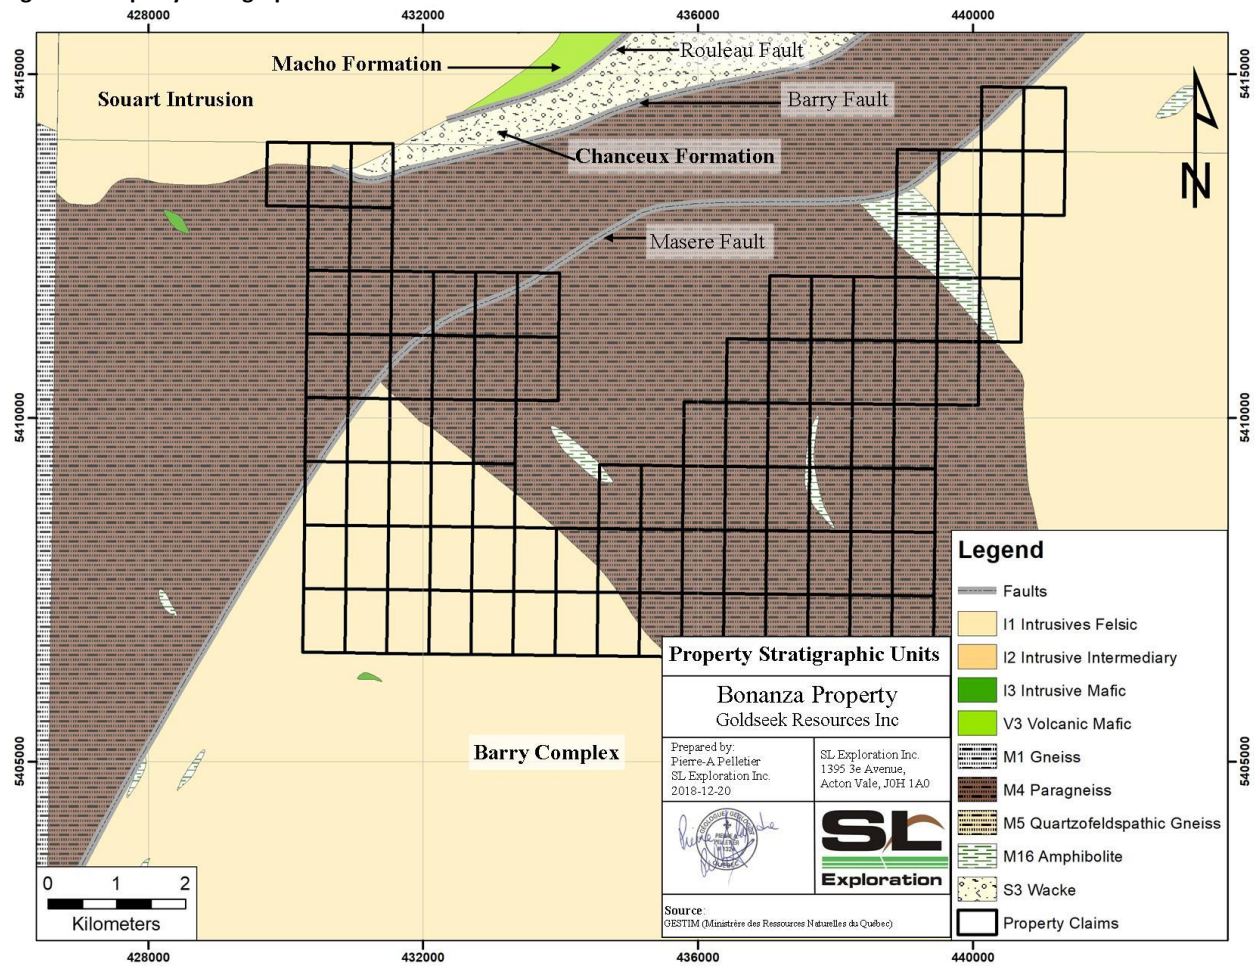 428000
432000
436000
440000
5415000
5415000
Rouleau Fault
Macho Formation
Souart Intrusion
Barry Fault
Chanceux Formation
N
Masere Fault
5410000
5410000
Legend
Faults
I1 Intrusives Felsic
I2 Intrusive Intermediary
I3 Intrusive Mafic
V3 Volcanic Mafic
M1 Gneiss
M4 Paragneiss
M5 Quartzofeldspathic Gneiss
M16 Amphibolite
S3 Wacke
Property Claims
Property Stratigraphic Units
Bonanza Property
Goldseek Resources Inc
Prepared by:
Pierre-A Pelletier
SL Exploration Inc.
2018-12-20
SL Exploration Inc.
1395 3e Avenue,
Acton Vale, J0H 1A0
SL
Exploration
Source:
GESTIM (Ministrère des Ressources Naturelles du Québec)
Barry Complex
5405000
5405000
0 1 2
Kilometers
428000
432000
436000
440000